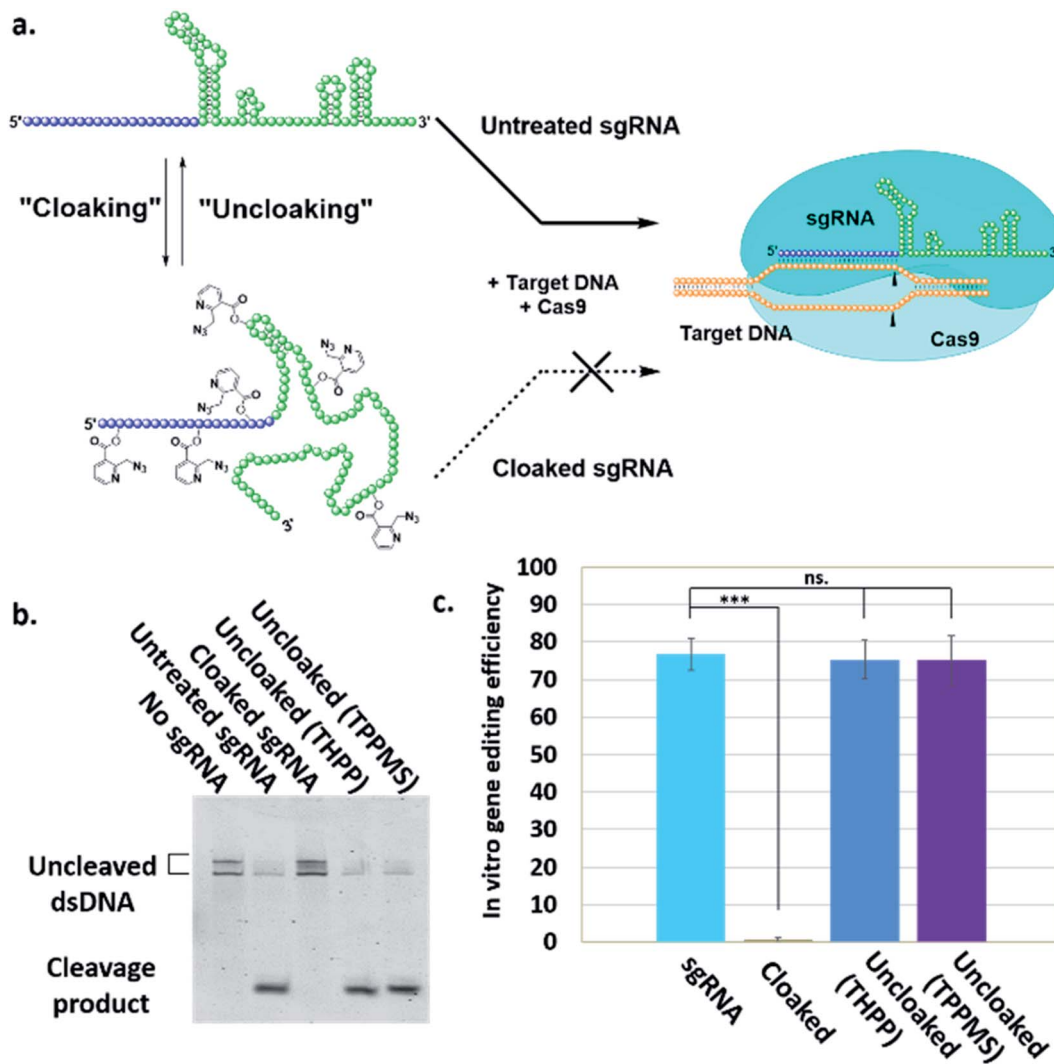 a.
5'
3'
Untreated sgRNA
"Cloaking"
"Uncloaking"
sgRNA
5'
3'
+ Target DNA
+ Cas9
Target DNA
Cas9
N
O
O
N3
N3
N
O
O
N3
N
O
O
5'
O
O
N3
N
O
O
N3
N
3'
O
O
N3
N
Cloaked sgRNA
b.
No sgRNA
Untreated sgRNA
Cloaked sgRNA
Uncloaked (THPP)
Uncloaked (TPPMS)
Uncleaved
dsDNA
Cleavage
product
c.
In vitro gene editing efficiency
100
90
80
70
60
50
40
30
20
10
0
ns.
***
sgRNA
Cloaked
Uncloaked
(THPP)
Uncloaked
(TPPMS)